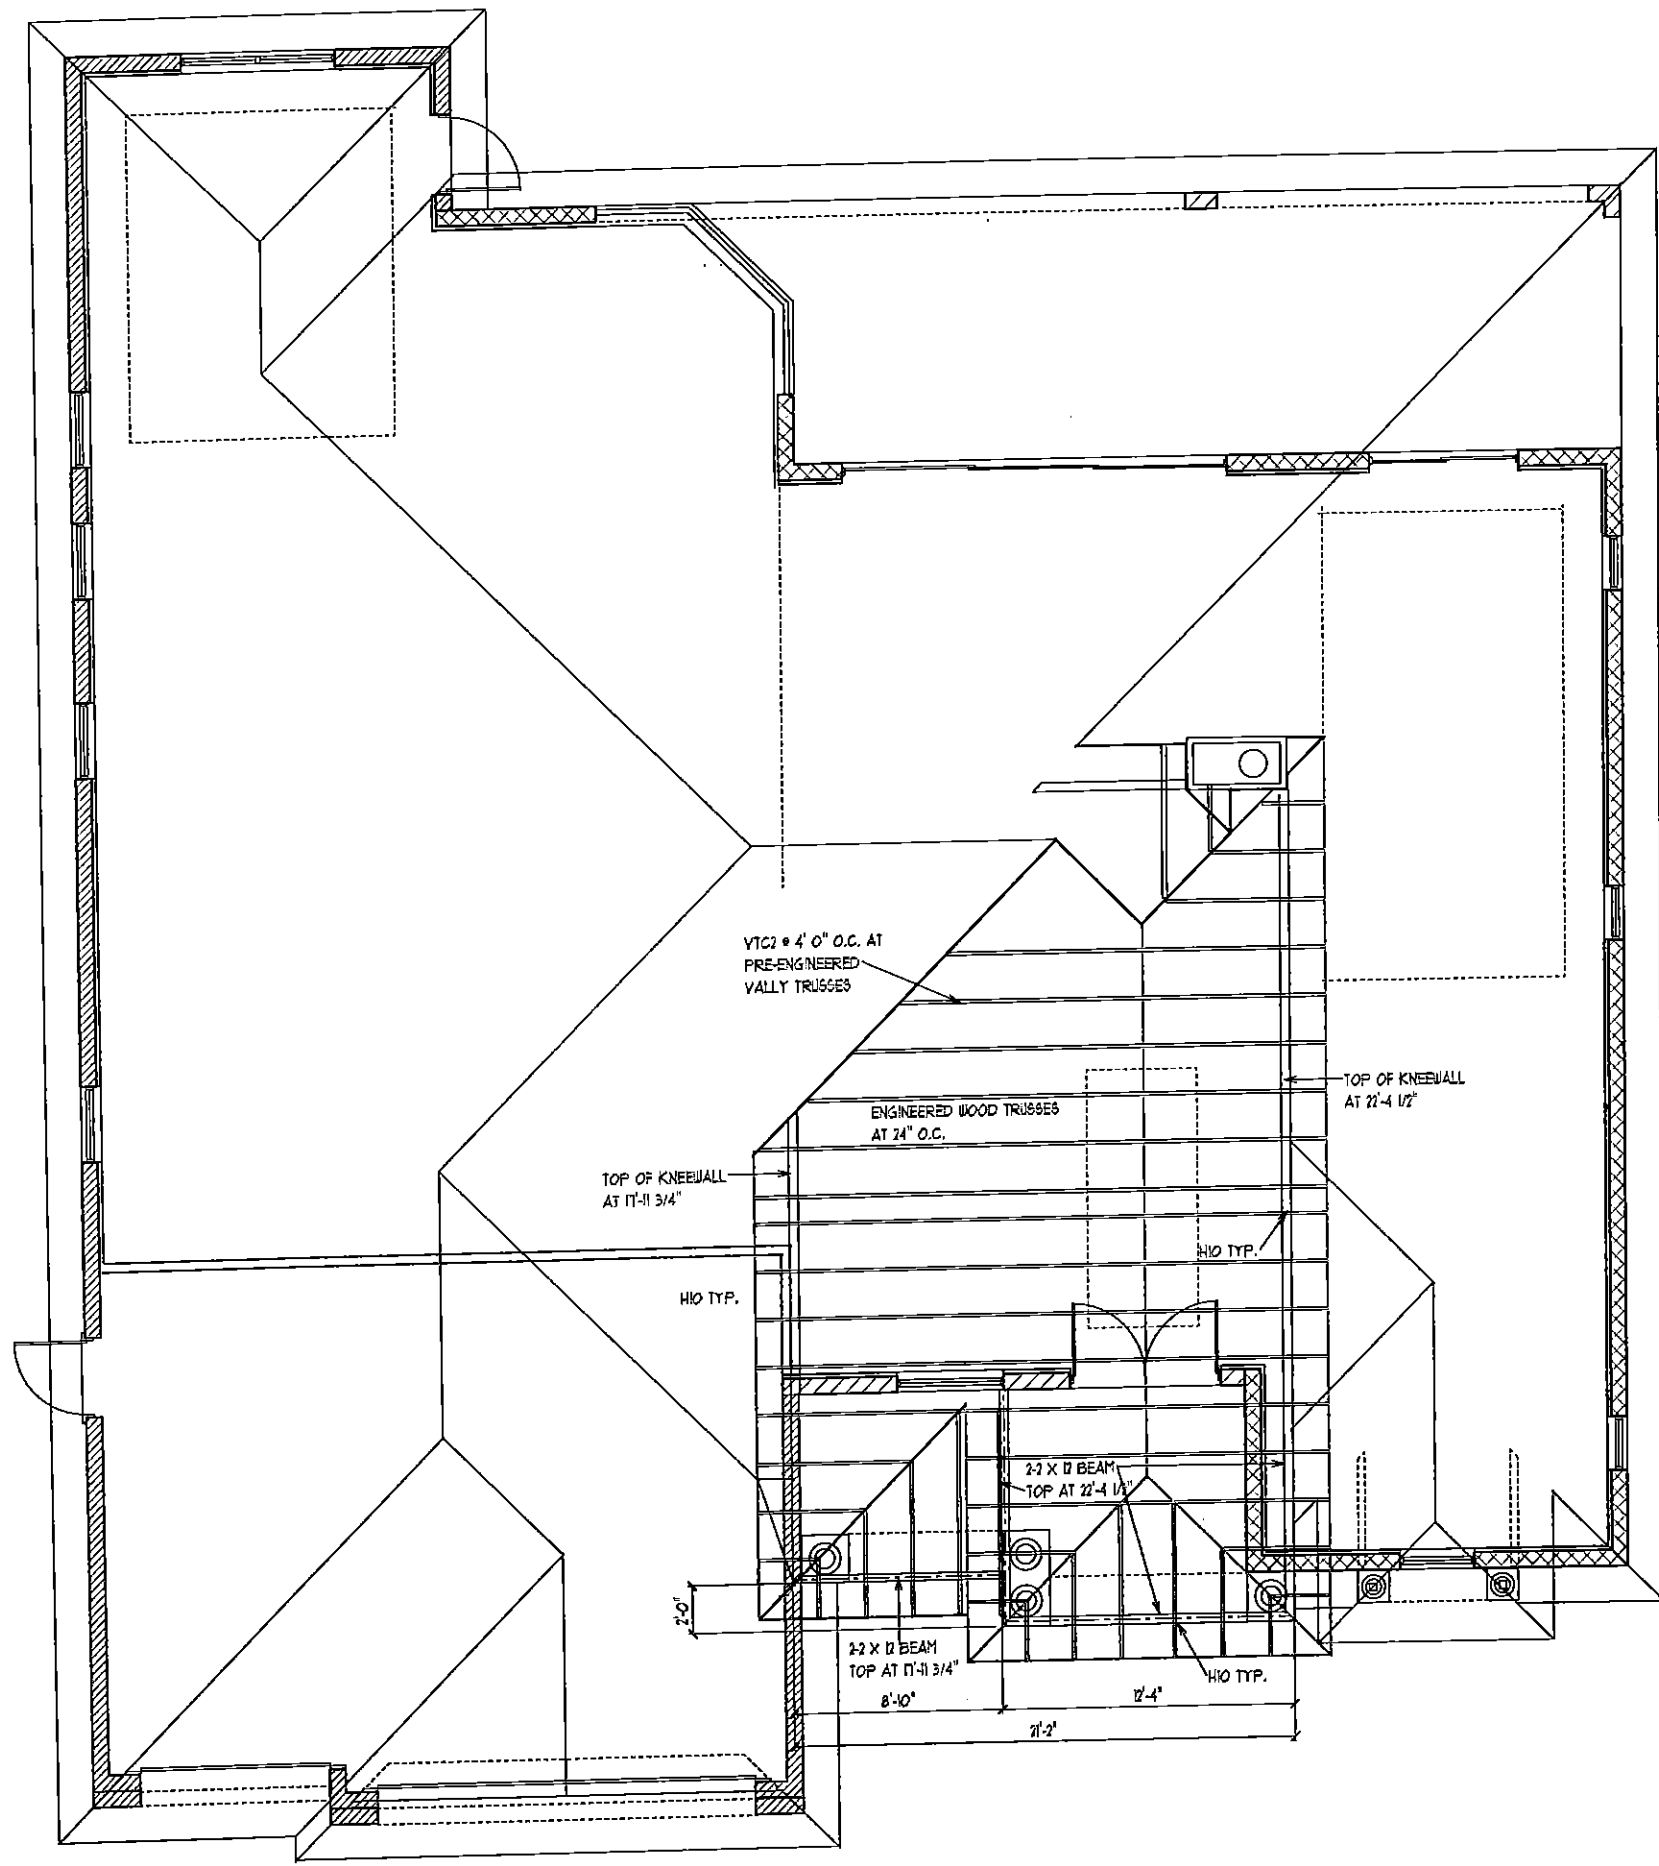 VTC2 @ 4' 0" O.C. AT
PRE-ENGINEERED
VALLY TRUSSES
TOP OF KNEEWALL
AT 22'-4 1/2"
ENGINEERED WOOD TRUSSES
AT 24" O.C.
TOP OF KNEEWALL
AT 17'-11 3/4"
H10 TYP.
H10 TYP.
2-2 X 12 BEAM
TOP AT 22'-4 1/2"
2'-0"
2-2 X 12 BEAM
TOP AT 17'-11 3/4"
H10 TYP.
8'-10"
12'-4"
21'-2"